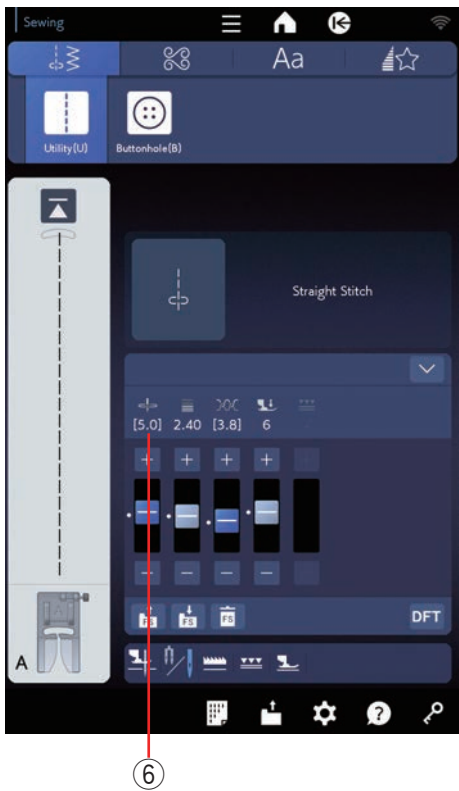 Sewing
Aa
Utility(U) Buttonhole(B)
Straight Stitch
[5.0] 2.40 [3.8] 6
+ + + +
− − − −
FS FS FS DFT
A
⑥